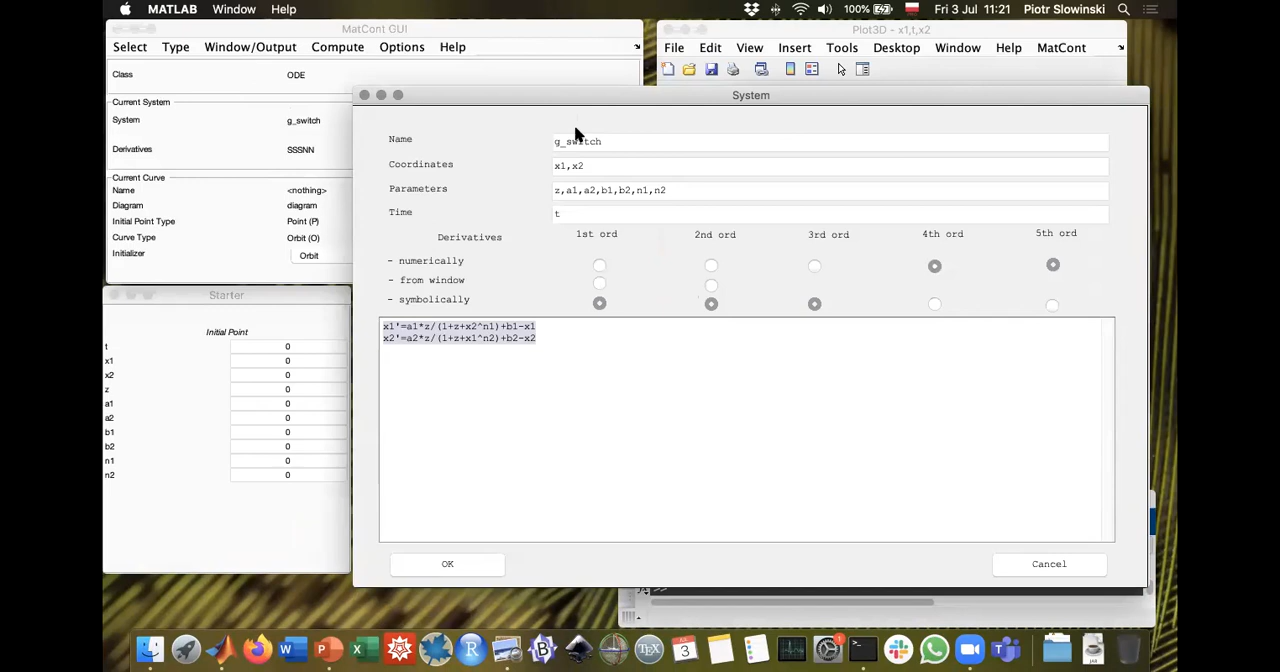 MATLAB Window Help
100% Fri 3 Jul 11:21 Piotr Slowinski
MatCont GUI
Select Type Window/Output Compute Options Help
Class ODE
Current System
System g_switch
Derivatives SSSNN
Current Curve
Name <nothing>
Diagram diagram
Initial Point Type Point (P)
Curve Type Orbit (O)
Initializer Orbit
Plot3D - x1,t,x2
File Edit View Insert Tools Desktop Window Help MatCont
Starter
Initial Point
t 0
x1 0
x2 0
z 0
a1 0
a2 0
b1 0
b2 0
n1 0
n2 0
System
Name g_switch
Coordinates x1,x2
Parameters z,a1,a2,b1,b2,n1,n2
Time t
Derivatives 1st ord 2nd ord 3rd ord 4th ord 5th ord
- numerically
- from window
- symbolically
x1'=a1*z/(1+z+x2^n1)+b1-x1
x2'=a2*z/(1+z+x1^n2)+b2-x2
OK Cancel